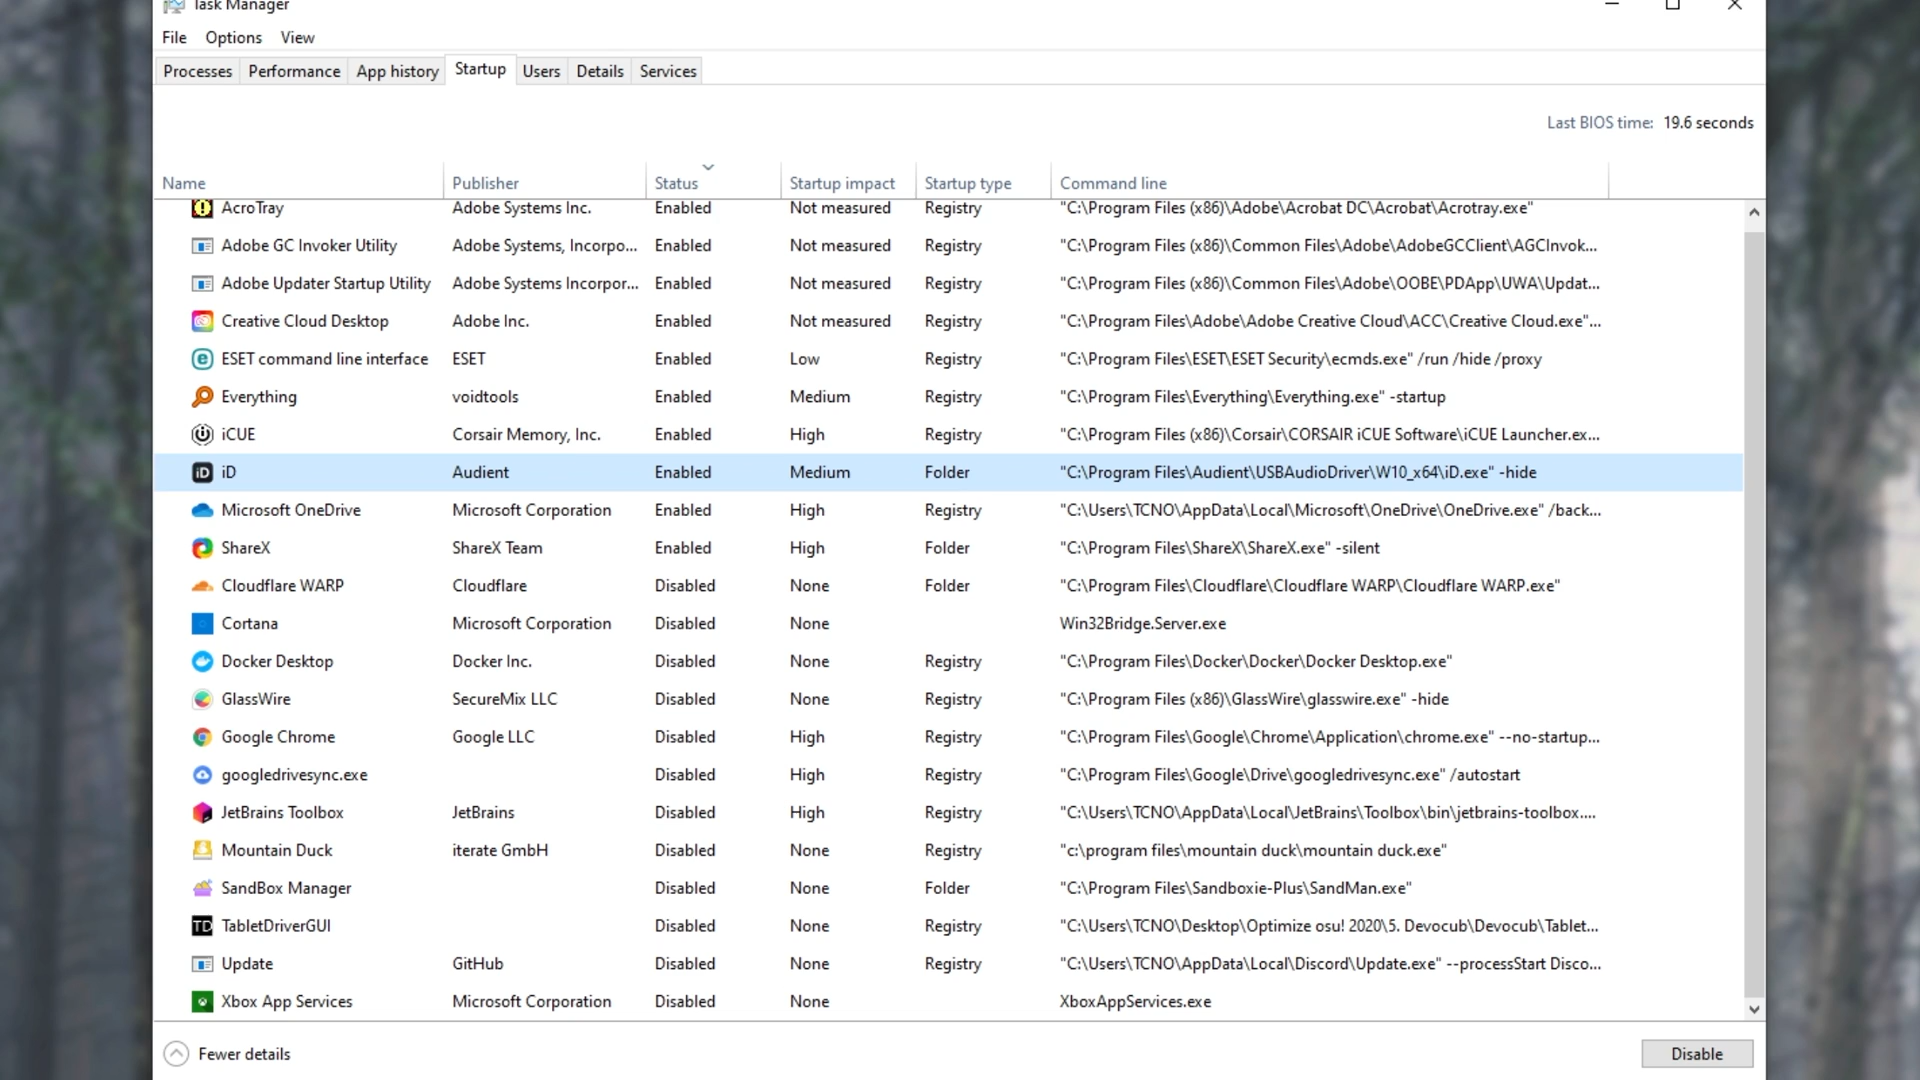 Task Manager
File Options View
Processes Performance App history Startup Users Details Services
Last BIOS time: 19.6 seconds
Name Publisher Status Startup impact Startup type Command line
AcroTray Adobe Systems Inc. Enabled Not measured Registry "C:\Program Files (x86)\Adobe\Acrobat DC\Acrobat\Acrotray.exe"
Adobe GC Invoker Utility Adobe Systems, Incorpo... Enabled Not measured Registry "C:\Program Files (x86)\Common Files\Adobe\AdobeGCClient\AGCInvok...
Adobe Updater Startup Utility Adobe Systems Incorpor... Enabled Not measured Registry "C:\Program Files (x86)\Common Files\Adobe\OOBE\PDApp\UWA\Updat...
Creative Cloud Desktop Adobe Inc. Enabled Not measured Registry "C:\Program Files\Adobe\Adobe Creative Cloud\ACC\Creative Cloud.exe"...
ESET command line interface ESET Enabled Low Registry "C:\Program Files\ESET\ESET Security\ecmds.exe" /run /hide /proxy
Everything voidtools Enabled Medium Registry "C:\Program Files\Everything\Everything.exe" -startup
iCUE Corsair Memory, Inc. Enabled High Registry "C:\Program Files (x86)\Corsair\CORSAIR iCUE Software\iCUE Launcher.ex...
iD iD Audient Enabled Medium Folder "C:\Program Files\Audient\USBAudioDriver\W10_x64\iD.exe" -hide
Microsoft OneDrive Microsoft Corporation Enabled High Registry "C:\Users\TCNO\AppData\Local\Microsoft\OneDrive\OneDrive.exe" /back...
ShareX ShareX Team Enabled High Folder "C:\Program Files\ShareX\ShareX.exe" -silent
Cloudflare WARP Cloudflare Disabled None Folder "C:\Program Files\Cloudflare\Cloudflare WARP\Cloudflare WARP.exe"
Cortana Microsoft Corporation Disabled None Win32Bridge.Server.exe
Docker Desktop Docker Inc. Disabled None Registry "C:\Program Files\Docker\Docker\Docker Desktop.exe"
GlassWire SecureMix LLC Disabled None Registry "C:\Program Files (x86)\GlassWire\glasswire.exe" -hide
Google Chrome Google LLC Disabled High Registry "C:\Program Files\Google\Chrome\Application\chrome.exe" --no-startup...
googledrivesync.exe Disabled High Registry "C:\Program Files\Google\Drive\googledrivesync.exe" /autostart
JetBrains Toolbox JetBrains Disabled High Registry "C:\Users\TCNO\AppData\Local\JetBrains\Toolbox\bin\jetbrains-toolbox....
Mountain Duck iterate GmbH Disabled None Registry "c:\program files\mountain duck\mountain duck.exe"
SandBox Manager Disabled None Folder "C:\Program Files\Sandboxie-Plus\SandMan.exe"
TD TabletDriverGUI Disabled None Registry "C:\Users\TCNO\Desktop\Optimize osu! 2020\5. Devocub\Devocub\Tablet...
Update GitHub Disabled None Registry "C:\Users\TCNO\AppData\Local\Discord\Update.exe" --processStart Disco...
Xbox App Services Microsoft Corporation Disabled None XboxAppServices.exe
Fewer details Disable